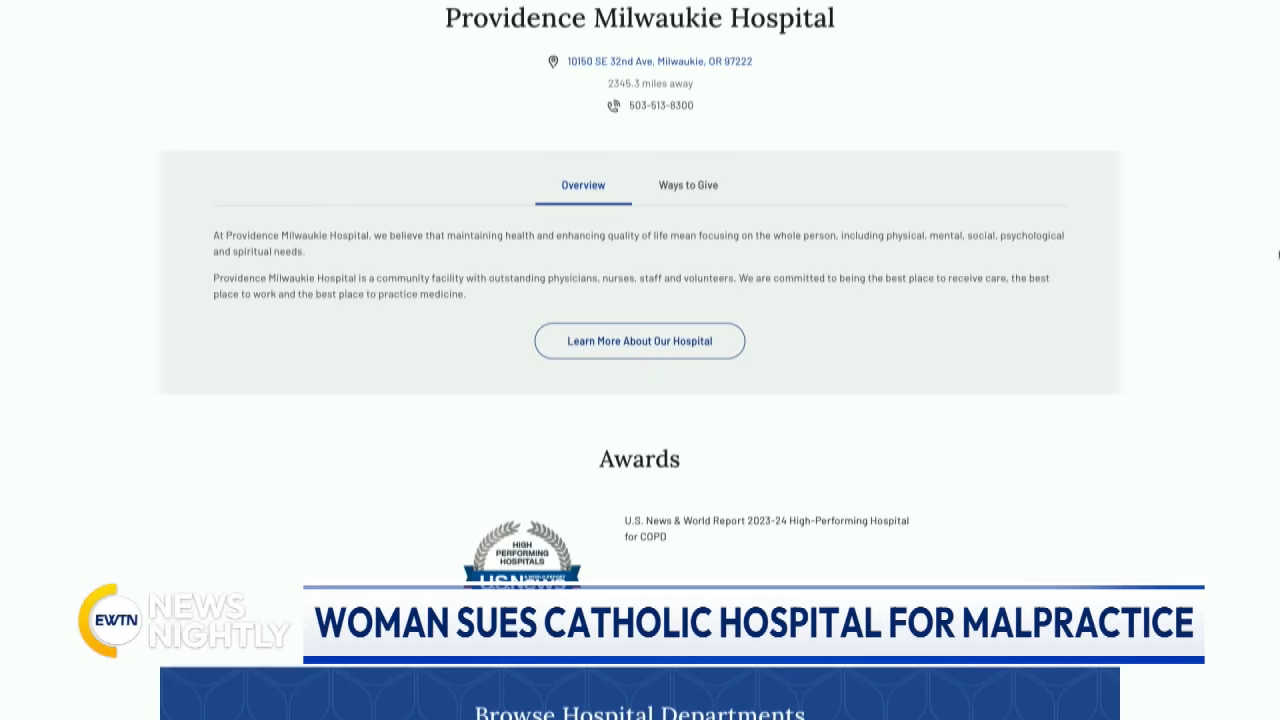 Providence Milwaukie Hospital
10150 SE 32nd Ave, Milwaukie, OR 97222
2345.3 miles away
503-513-8300
Overview
Ways to Give
At Providence Milwaukie Hospital, we believe that maintaining health and enhancing quality of life mean focusing on the whole person, including physical, mental, social, psychological
and spiritual needs.
Providence Milwaukie Hospital is a community facility with outstanding physicians, nurses, staff and volunteers. We are committed to being the best place to receive care, the best
place to work and the best place to practice medicine.
Learn More About Our Hospital
Awards
HIGH
PERFORMING
HOSPITALS
USNews
U.S. News & World Report 2023-24 High-Performing Hospital
for COPD
EWTN
NEWS
NIGHTLY
WOMAN SUES CATHOLIC HOSPITAL FOR MALPRACTICE
Browse Hospital Departments